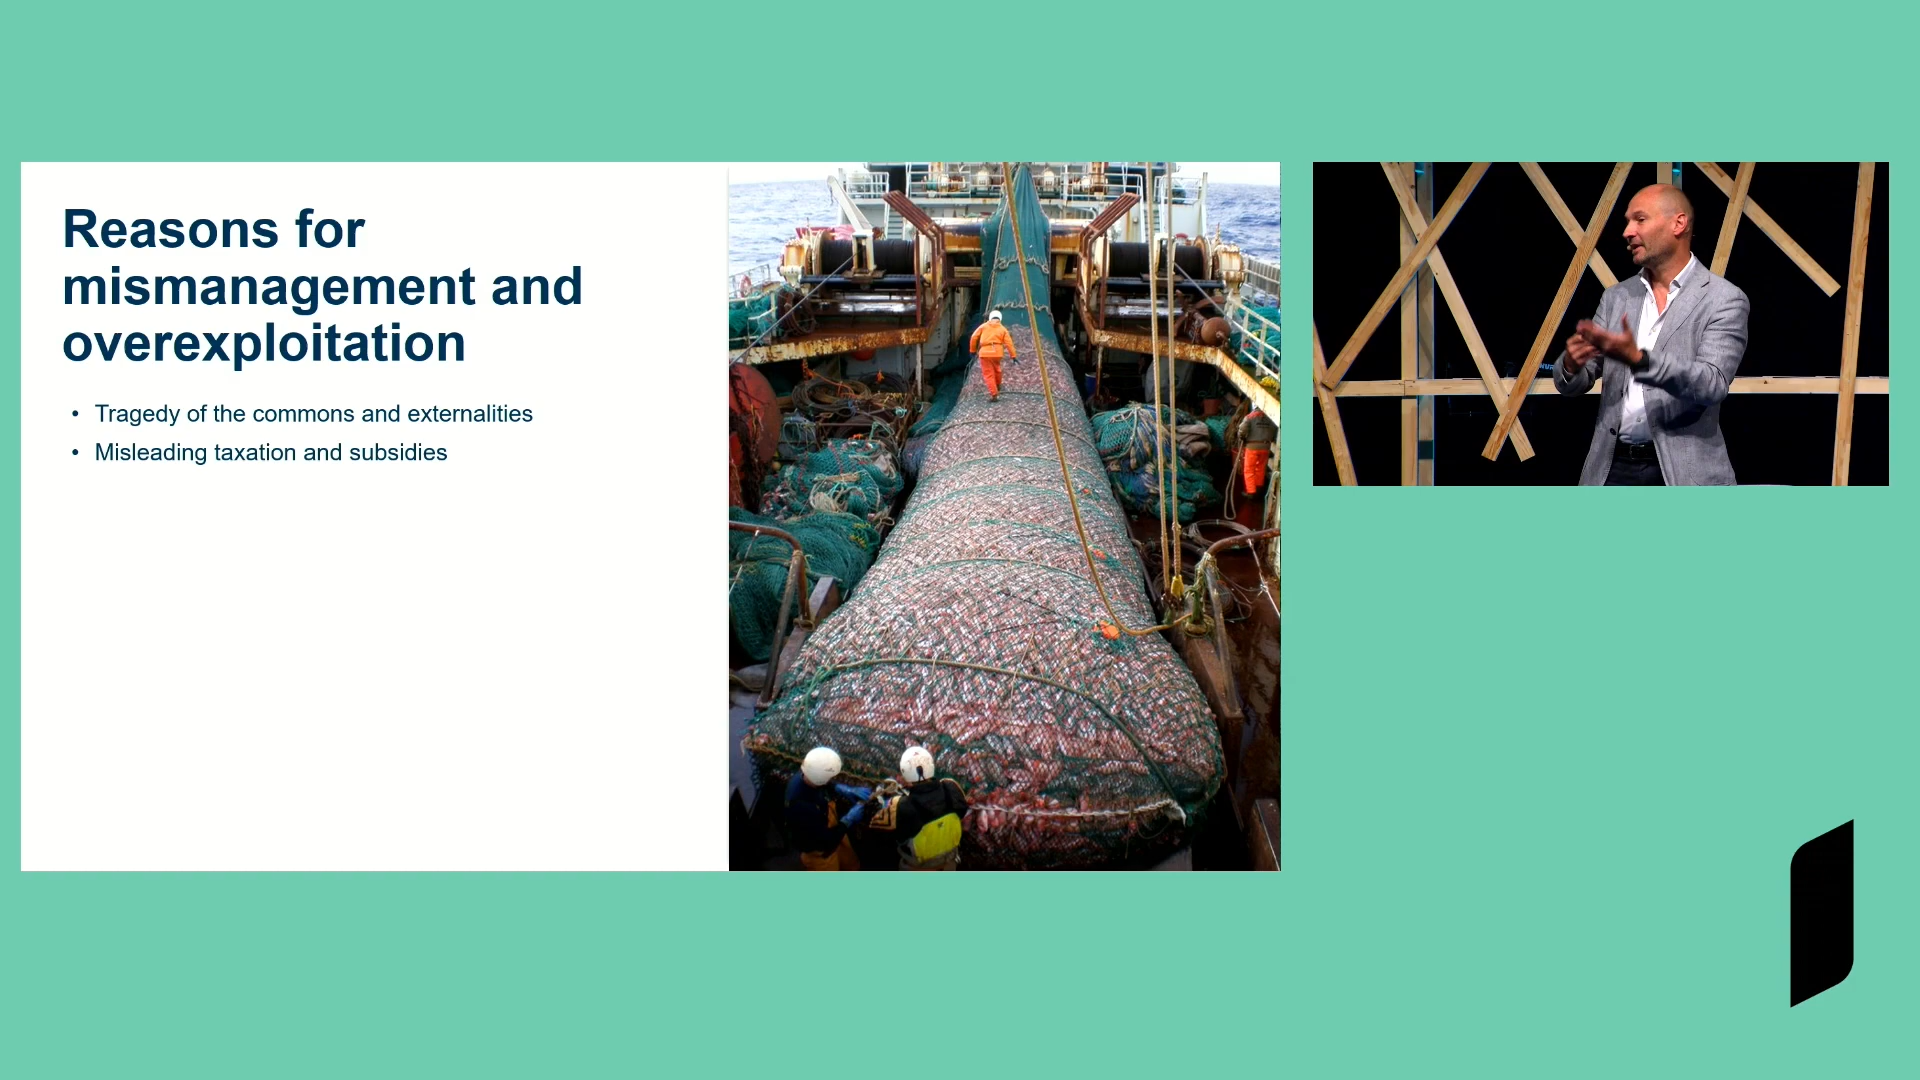 Reasons for
mismanagement and
overexploitation
• Tragedy of the commons and externalities
• Misleading taxation and subsidies